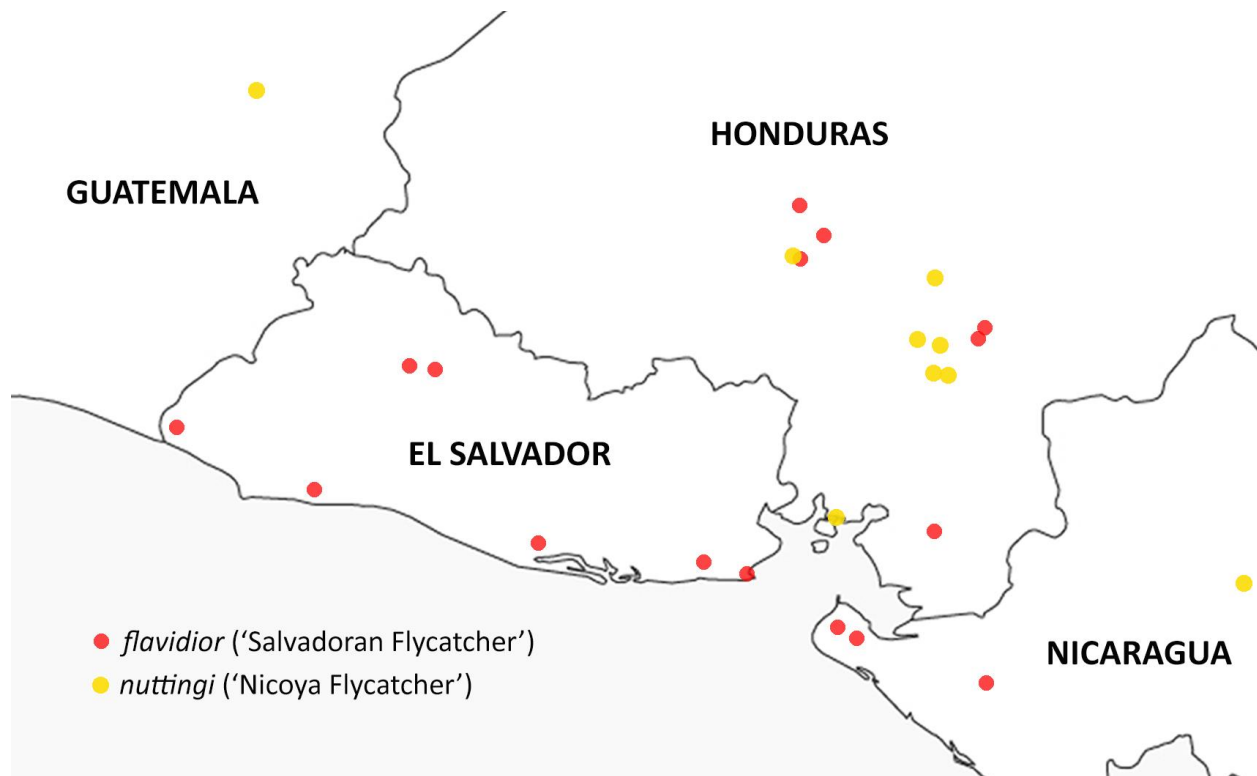 HONDURAS
GUATEMALA
EL SALVADOR
flavidior (‘Salvadoran Flycatcher’)
NICARAGUA
nuttingi (‘Nicoya Flycatcher’)